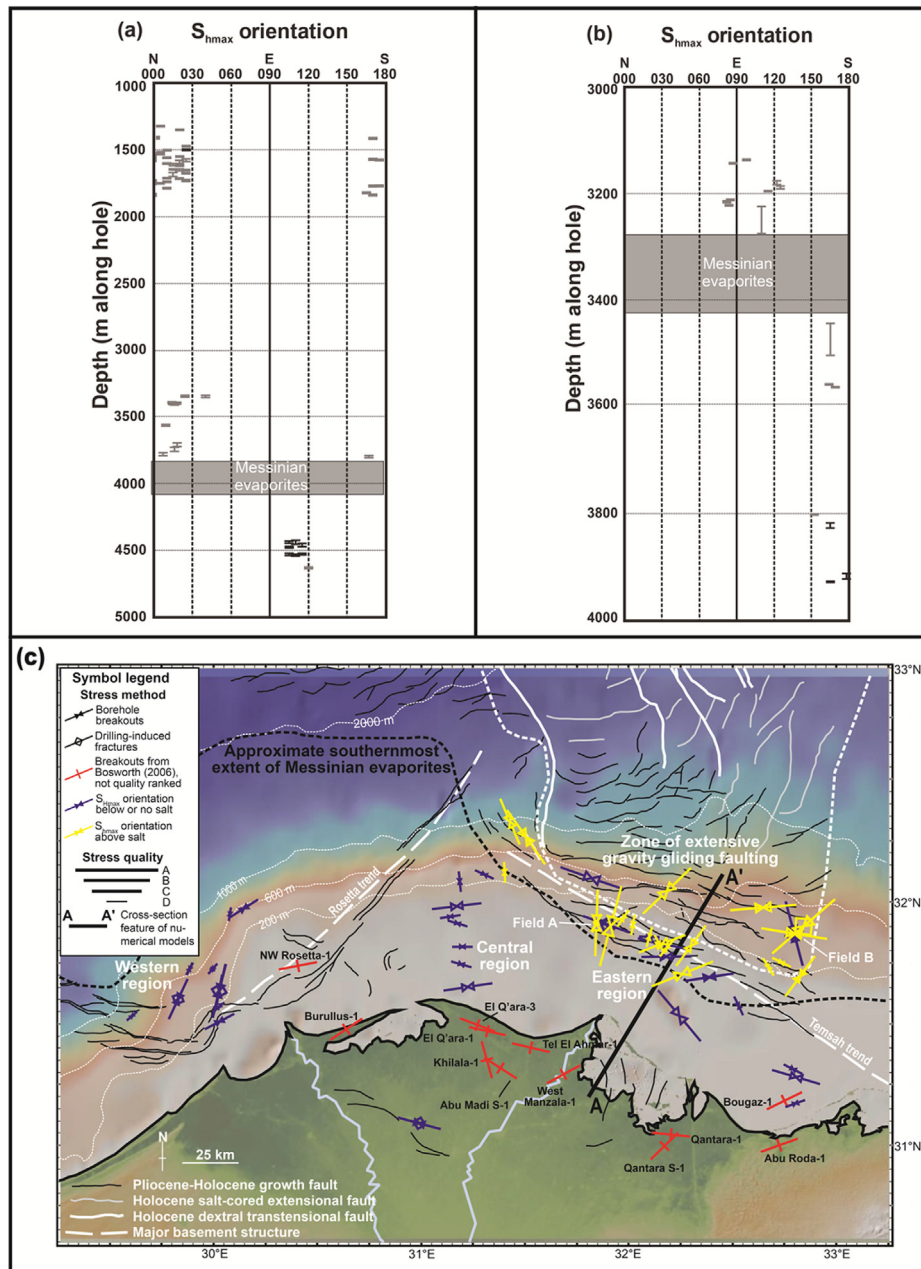 (a)
S_hmax orientation
N E S
000 030 060 090 120 150 180
Depth (m along hole)
1000
1500
2000
2500
3000
3500
4000
4500
5000
Messinian
evaporites
(b)
S_hmax orientation
N E S
000 030 060 090 120 150 180
Depth (m along hole)
3000
3200
3400
3600
3800
4000
Messinian
evaporites
(c)
Symbol legend
Stress method
Borehole
breakouts
Drilling-induced
fractures
Breakouts from
Bosworth (2006),
not quality ranked
S_Hmax orientation
below or no salt
S_hmax orientation
above salt
Stress quality
A
B
C
D
A A' Cross-section
feature of nu-
merical models
33°N
2000 m
Approximate southernmost
extent of Messinian evaporites
1000 m
600 m
200 m
Rosetta trend
Zone of extensive
gravity gliding faulting
A'
32°N
Field A
Field B
NW Rosetta-1
Western
region
Central
region
Eastern
region
Temsah trend
Burullus-1
El Q'ara-3
El Q'ara-1
Tel El Ahmar-1
Khilala-1
Abu Madi S-1
West
Manzala-1
A
Bougaz-1
Qantara-1
Qantara S-1
Abu Roda-1
31°N
N
25 km
Pliocene-Holocene growth fault
Holocene salt-cored extensional fault
Holocene dextral transtensional fault
Major basement structure
30°E 31°E 32°E 33°E